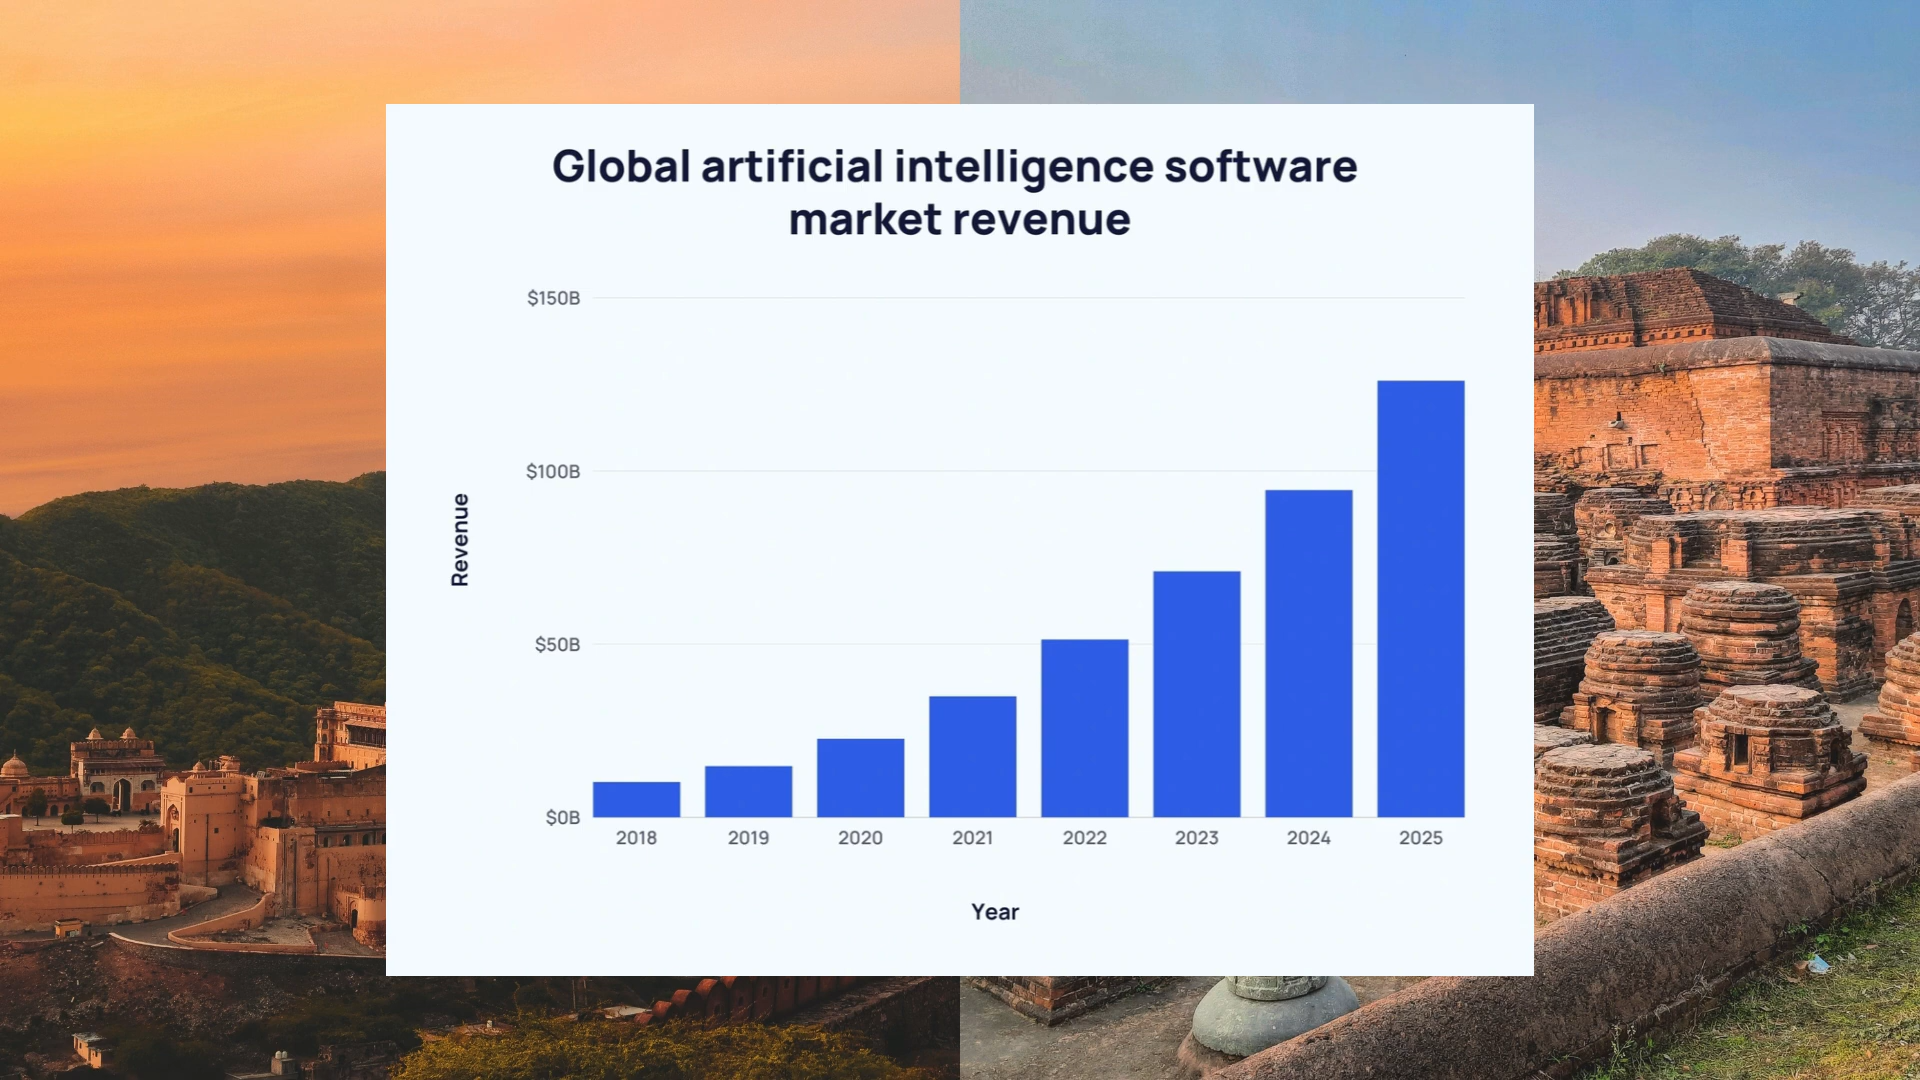 Global artificial intelligence software
market revenue
$150B
$100B
$50B
$0B
Revenue
2018 2019 2020 2021 2022 2023 2024 2025
Year